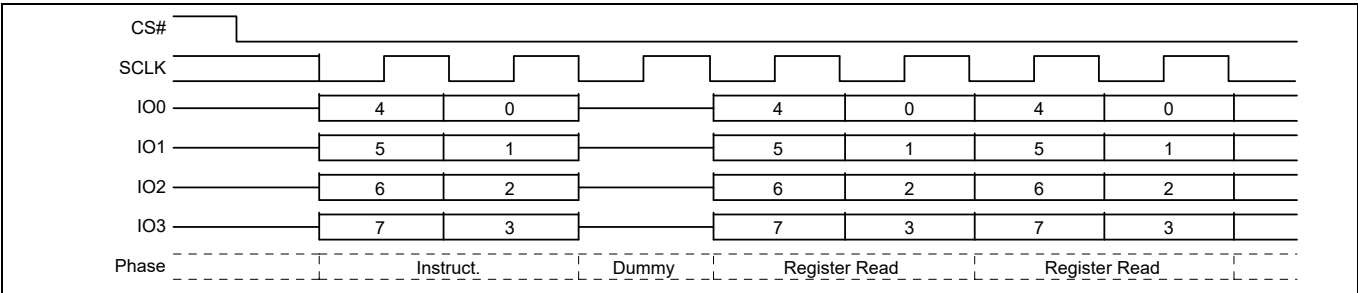 CS#
SCLK
IO0 4 0 4 0 4 0
IO1 5 1 5 1 5 1
IO2 6 2 6 2 6 2
IO3 7 3 7 3 7 3
Phase Instruct. Dummy Register Read Register Read